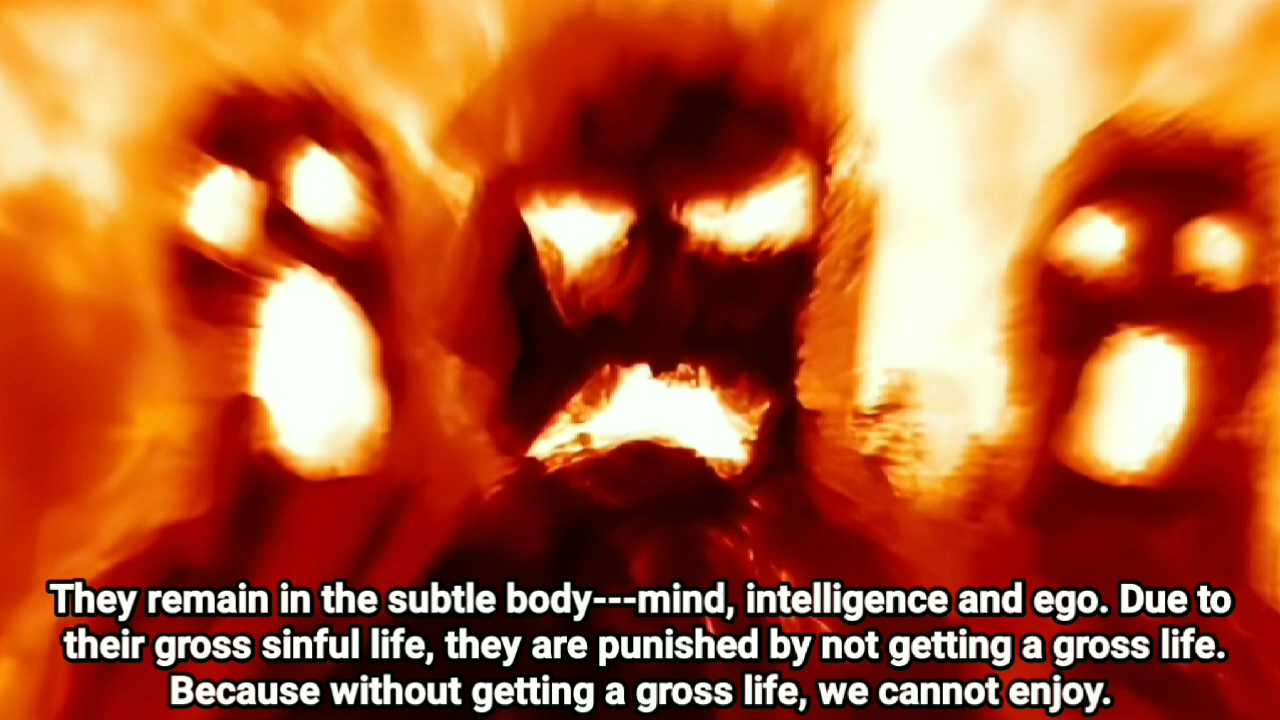 They remain in the subtle body---mind, intelligence and ego. Due to
their gross sinful life, they are punished by not getting a gross life.
Because without getting a gross life, we cannot enjoy.